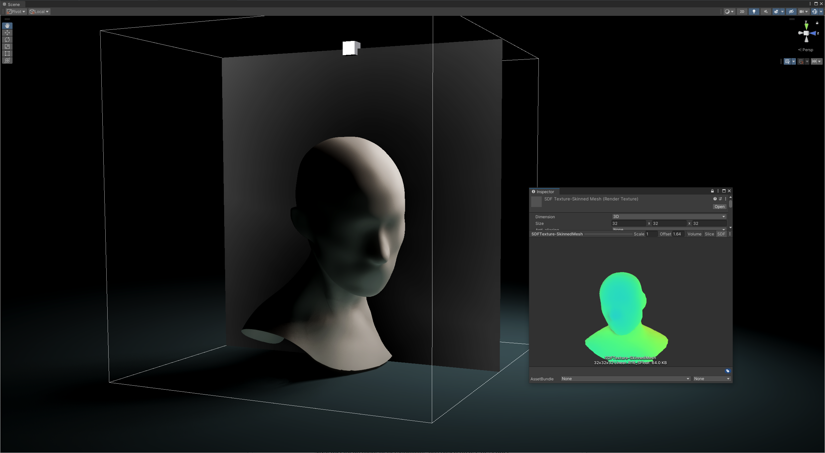 Scene
Pivot
Local
Persp
Inspector
SDF Texture-Skinned Mesh (Render Texture)
Open
Dimension 3D
Size 32 X 32 X 32
SDFTexture-SkinnedMesh Scale 1 Offset 1.64 Volume Slice SDF
AssetBundle None None